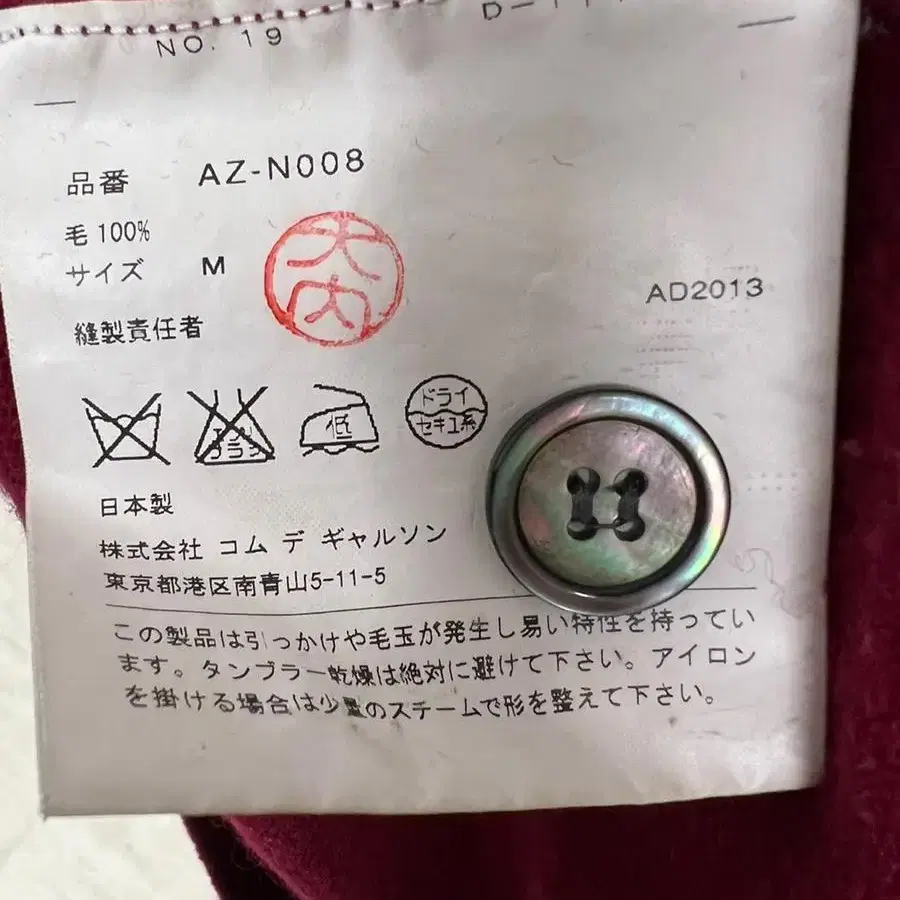 NO. 19
品番 AZ-N008
毛 100%
サイズ M
大内
AD2013
縫製責任者
低
ドライ
セキユ系
日本製
株式会社 コム デ ギャルソン
東京都港区南青山5-11-5
この製品は引っかけや毛玉が発生し易い特性を持ってい
ます。タンブラー乾燥は絶対に避けて下さい。アイロン
を掛ける場合は少量のスチームで形を整えて下さい。